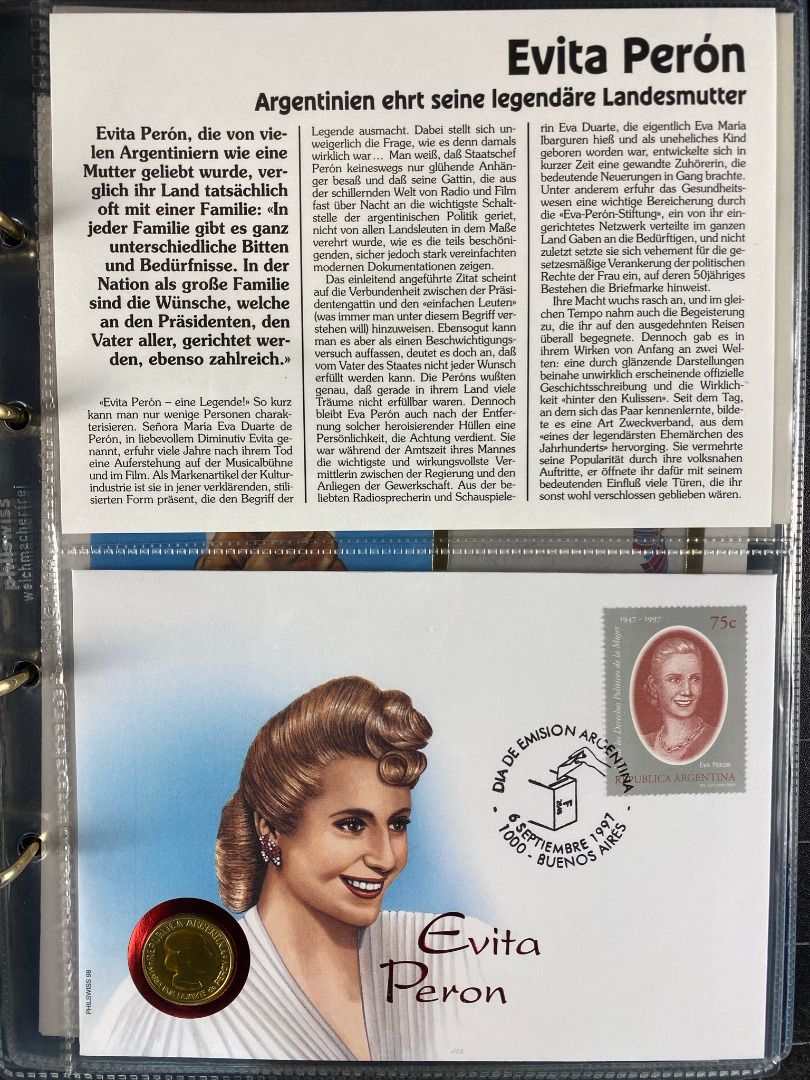 Evita Perón
Argentinien ehrt seine legendäre Landesmutter
Evita Perón, die von vie-
len Argentiniern wie eine
Mutter geliebt wurde, ver-
glich ihr Land tatsächlich
oft mit einer Familie: «In
jeder Familie gibt es ganz
unterschiedliche Bitten
und Bedürfnisse. In der
Nation als große Familie
sind die Wünsche, welche
an den Präsidenten, den
Vater aller, gerichtet wer-
den, ebenso zahlreich.»
«Evita Perón – eine Legende!» So kurz
kann man nur wenige Personen charak-
terisieren. Señora María Eva Duarte de
Perón, in liebevollem Diminutiv Evita ge-
nannt, erfuhr viele Jahre nach ihrem Tod
eine Auferstehung auf der Musicalbühne
und im Film. Als Markenartikel der Kultur-
industrie ist sie in jener verklärenden, stili-
sierten Form präsent, die den Begriff der
Legende ausmacht. Dabei stellt sich un-
weigerlich die Frage, wie es denn damals
wirklich war... Man weiß, daß Staatschef
Perón keineswegs nur glühende Anhän-
ger besaß und daß seine Gattin, die aus
der schillernden Welt von Radio und Film
fast über Nacht an die wichtigste Schalt-
stelle der argentinischen Politik geriet,
nicht von allen Landsleuten in dem Maße
verehrt wurde, wie es die teils beschöni-
genden, sicher jedoch stark vereinfachten
modernen Dokumentationen zeigen.
Das einleitend angeführte Zitat scheint
auf die Verbundenheit zwischen der Präsi-
dentengattin und den «einfachen Leuten»
(was immer man unter diesem Begriff ver-
stehen will) hinzuweisen. Ebensogut kann
man es aber als einen Beschwichtigungs-
versuch auffassen, deutet es doch an, daß
vom Vater des Staates nicht jeder Wunsch
erfüllt werden kann. Die Peróns wußten
genau, daß gerade in ihrem Land viele
Träume nicht erfüllbar waren. Dennoch
bleibt Eva Perón auch nach der Entfer-
nung solcher heroisierender Hüllen eine
Persönlichkeit, die Achtung verdient. Sie
war während der Amtszeit ihres Mannes
die wichtigste und wirkungsvollste Ver-
mittlerin zwischen der Regierung und den
Anliegen der Gewerkschaft. Aus der be-
liebten Radiosprecherin und Schauspiele-
rin Eva Duarte, die eigentlich Eva María
Ibarguren hieß und als uneheliches Kind
geboren worden war, entwickelte sich in
kurzer Zeit eine gewandte Zuhörerin, die
bedeutende Neuerungen in Gang brachte.
Unter anderem erfuhr das Gesundheits-
wesen eine wichtige Bereicherung durch
die «Eva-Perón-Stiftung», ein von ihr ein-
gerichtetes Netzwerk verteilte im ganzen
Land Gaben an die Bedürftigen, und nicht
zuletzt setzte sie sich vehement für die ge-
setzesmäßige Verankerung der politischen
Rechte der Frau ein, auf deren 50jähriges
Bestehen die Briefmarke hinweist.
Ihre Macht wuchs rasch an, und im glei-
chen Tempo nahm auch die Begeisterung
zu, die ihr auf den ausgedehnten Reisen
überall begegnete. Dennoch gab es in
ihrem Wirken von Anfang an zwei Wel-
ten: eine durch glänzende Darstellungen
beinahe unwirklich erscheinende offizielle
Geschichtsschreibung und die Wirklich-
keit «hinter den Kulissen». Seit dem Tag,
an dem sich das Paar kennenlernte, bilde-
te es eine Art Zweckverband, aus dem
«eines der legendärsten Ehemärchen des
Jahrhunderts» hervorging. Sie vermehrte
seine Popularität durch ihre volksnahen
Auftritte, er öffnete ihr dafür mit seinem
bedeutenden Einfluß viele Türen, die ihr
sonst wohl verschlossen geblieben wären.
PHILSWISS
weichmacherfrei
1947 - 1997
75c
los Derechos Políticos de la Mujer
EVA PERÓN
REPUBLICA ARGENTINA
DIA DE EMISION ARGENTINA
6 SEPTIEMBRE 1997
1000 - BUENOS AIRES
REPUBLICA ARGENTINA
MARIA EVA DUARTE de PERON
Evita
Peron
PHILSWISS 98